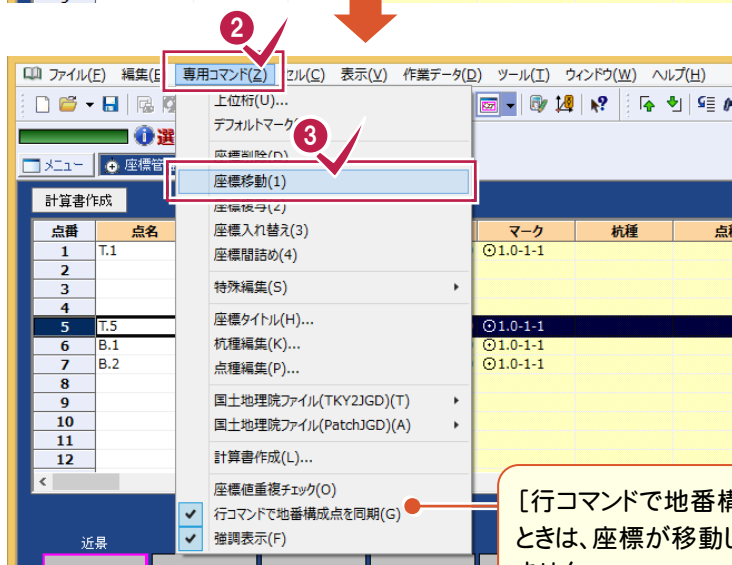 2
ファイル(F) 編集(E 専用コマンド(Z) セル(C) 表示(V) 作業データ(D) ツール(T) ウィンドウ(W) ヘルプ(H)
選
メニュー 座標管
計算書作成
上位桁(U)...
デフォルトマーク
3
座標削除(D)
座標移動(1)
座標複写(2)
座標入れ替え(3)
座標間詰め(4)
特殊編集(S)
座標タイトル(H)...
杭種編集(K)...
点種編集(P)...
国土地理院ファイル(TKY2JGD)(T)
国土地理院ファイル(PatchJGD)(A)
計算書作成(L)...
座標値重複チェック(O)
行コマンドで地番構成点を同期(G)
強調表示(F)
点番 点名 マーク 杭種 点種
1 T.1 ⊙1.0-1-1
2
3
4
5 T.5 ⊙1.0-1-1
6 B.1 ⊙1.0-1-1
7 B.2 ⊙1.0-1-1
8
9
10
11
12
近景
[行コマンドで地番構
ときは、座標が移動し